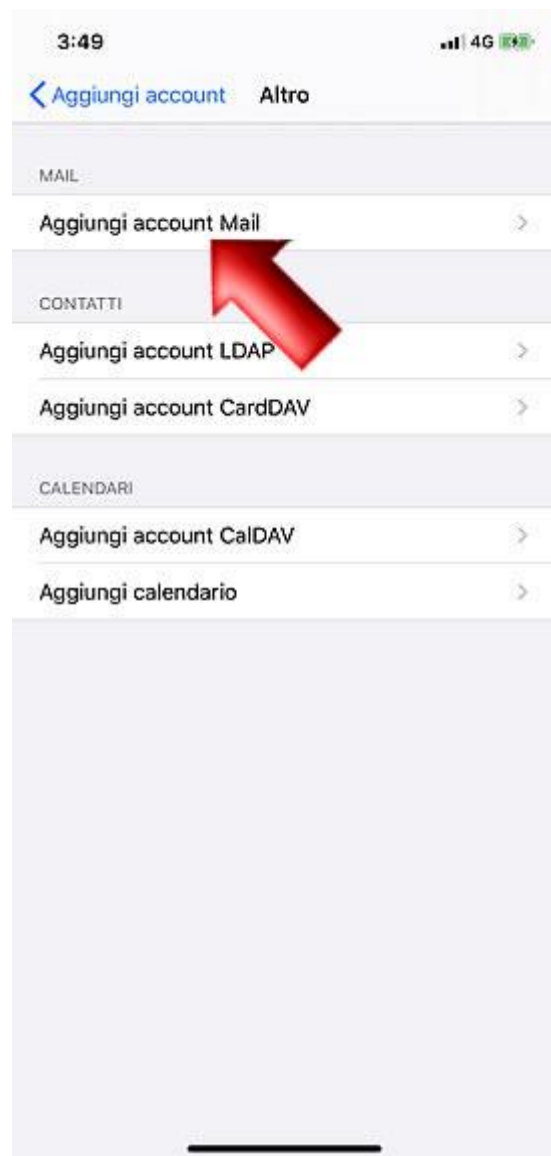 3:49 4G
Aggiungi account Altro
MAIL
Aggiungi account Mail
CONTATTI
Aggiungi account LDAP
Aggiungi account CardDAV
CALENDARI
Aggiungi account CalDAV
Aggiungi calendario